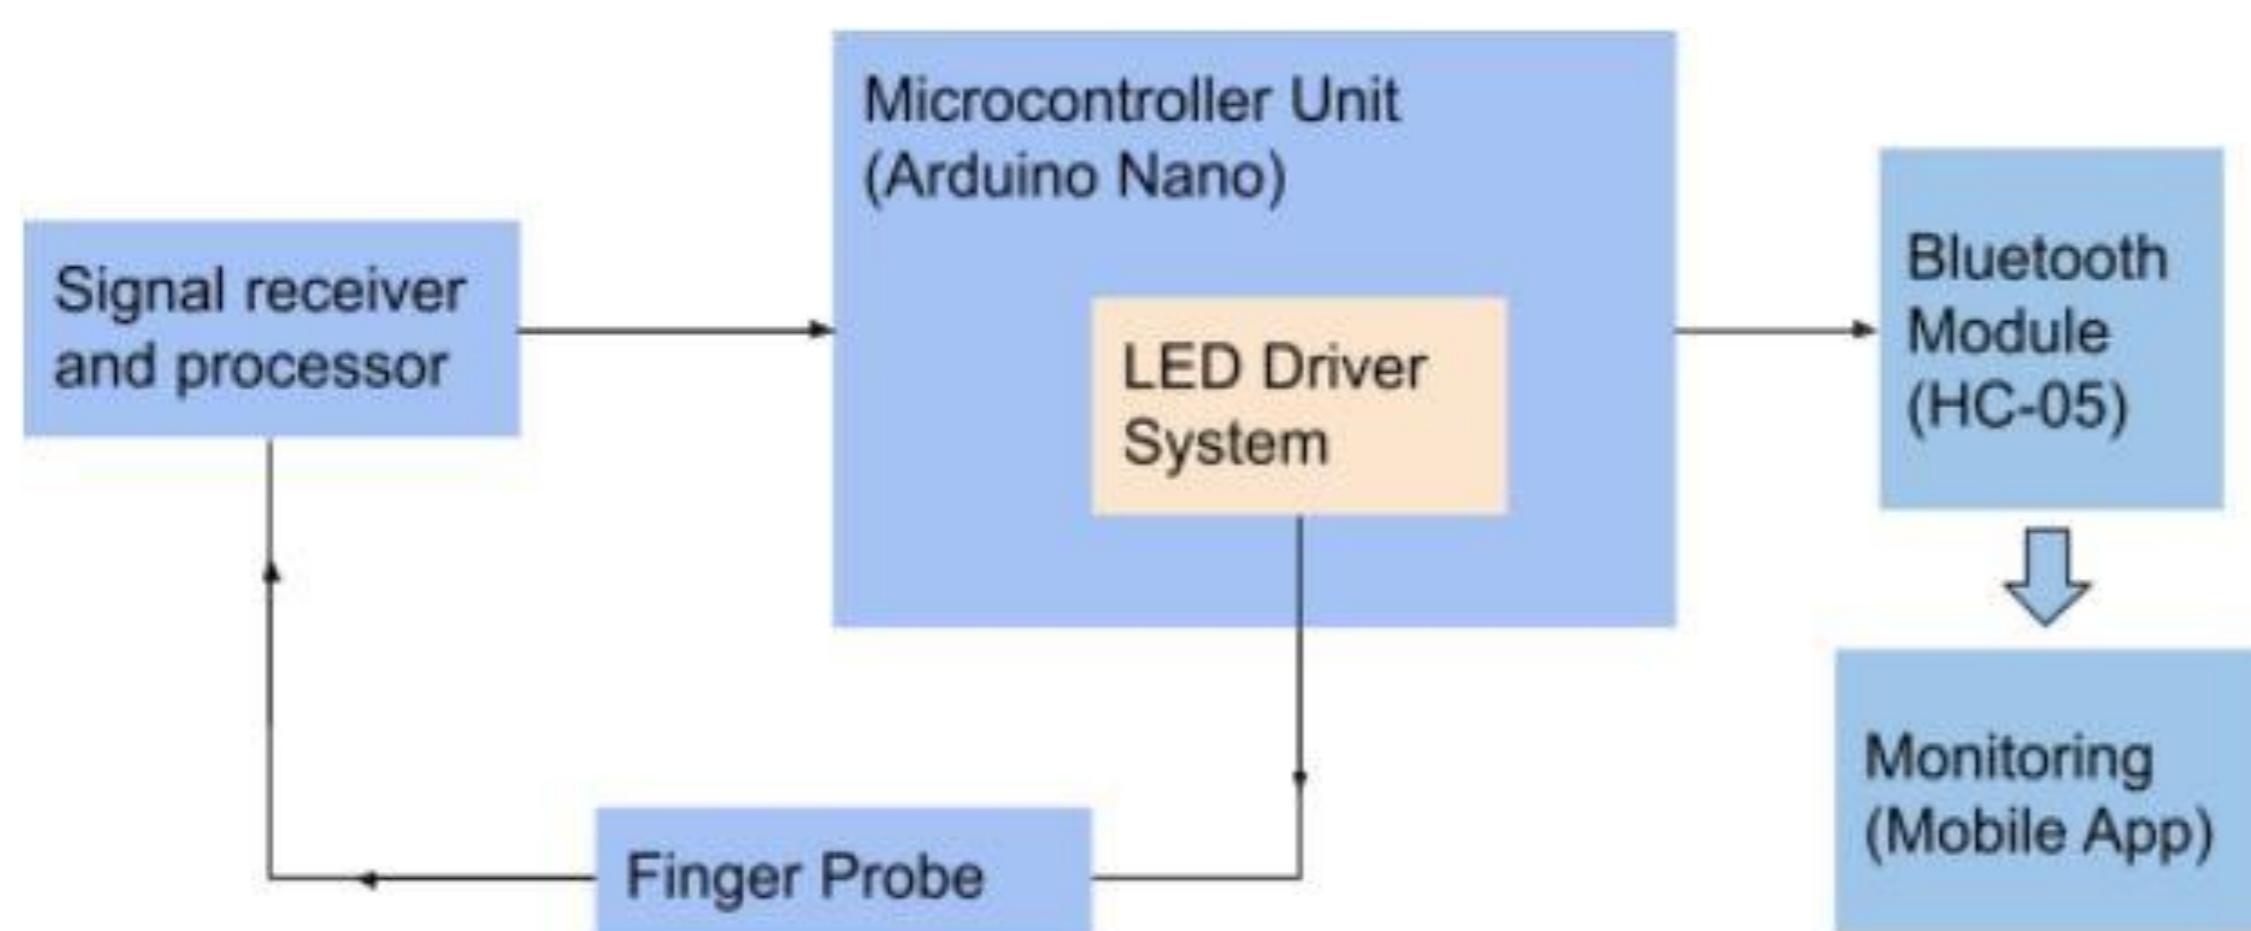 Microcontroller Unit
(Arduino Nano)
Signal receiver
and processor
LED Driver
System
Bluetooth
Module
(HC-05)
Monitoring
(Mobile App)
Finger Probe